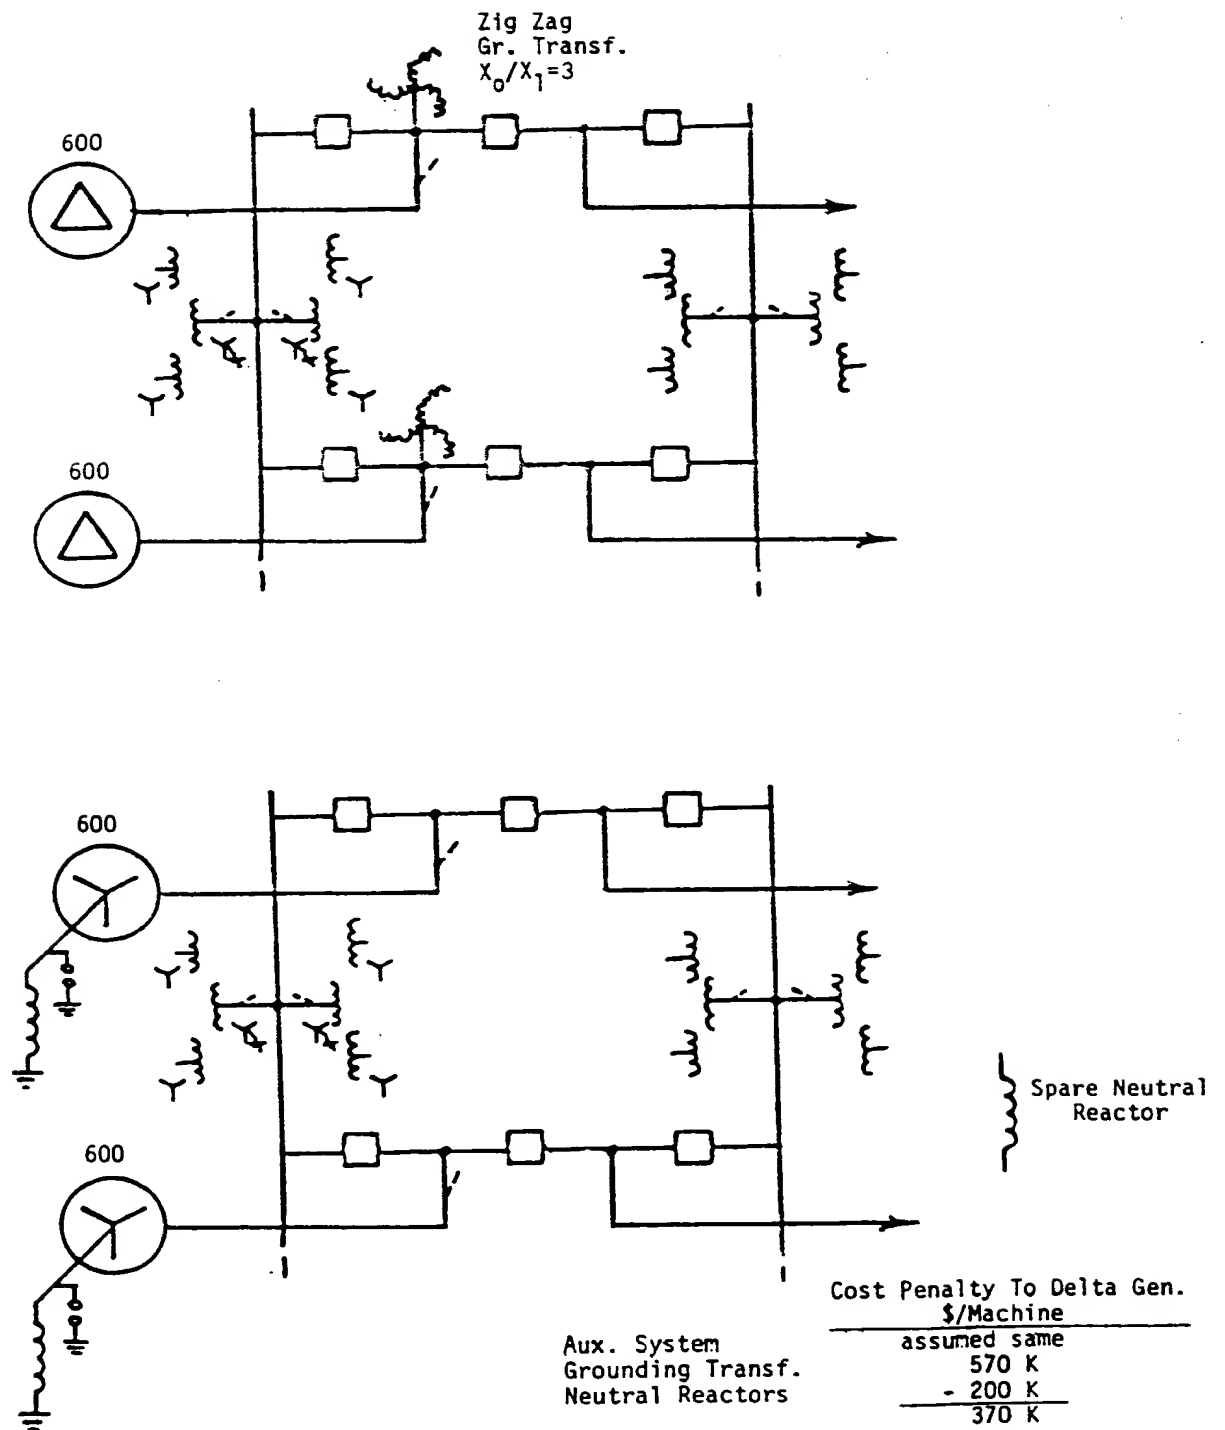 Zig Zag
Gr. Transf.
X0/X1=3
600
600
600
600
Spare Neutral
Reactor
Cost Penalty To Delta Gen.
$/Machine
Aux. System assumed same
Grounding Transf. 570 K
Neutral Reactors - 200 K
370 K